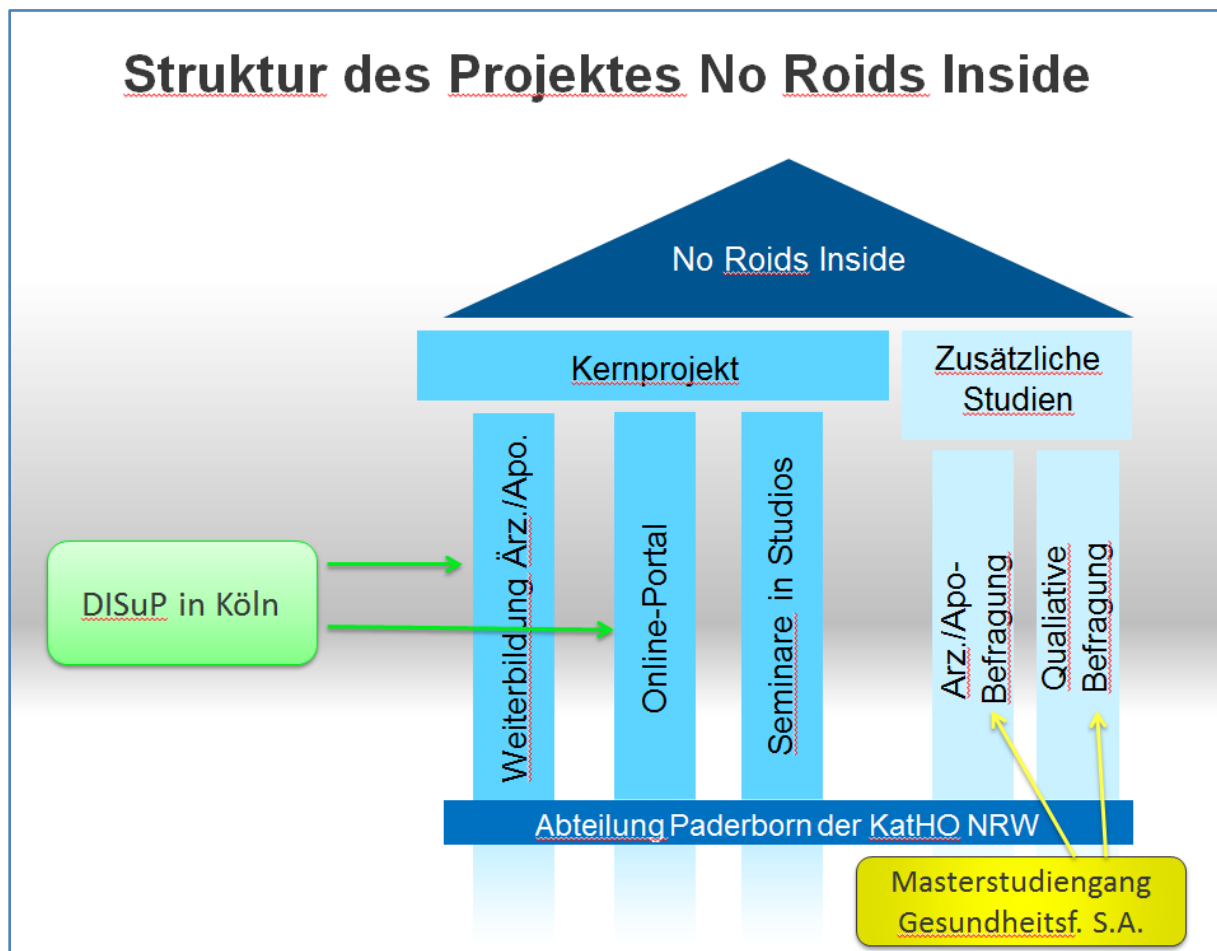 Struktur des Projektes No Roids Inside
No Roids Inside
Kernprojekt
Zusätzliche
Studien
Weiterbildung Ärz./Apo.
Online-Portal
Seminare in Studios
Arz./Apo-
Befragung
Qualiative
Befragung
DISuP in Köln
Abteilung Paderborn der KatHO NRW
Masterstudiengang
Gesundheitsf. S.A.